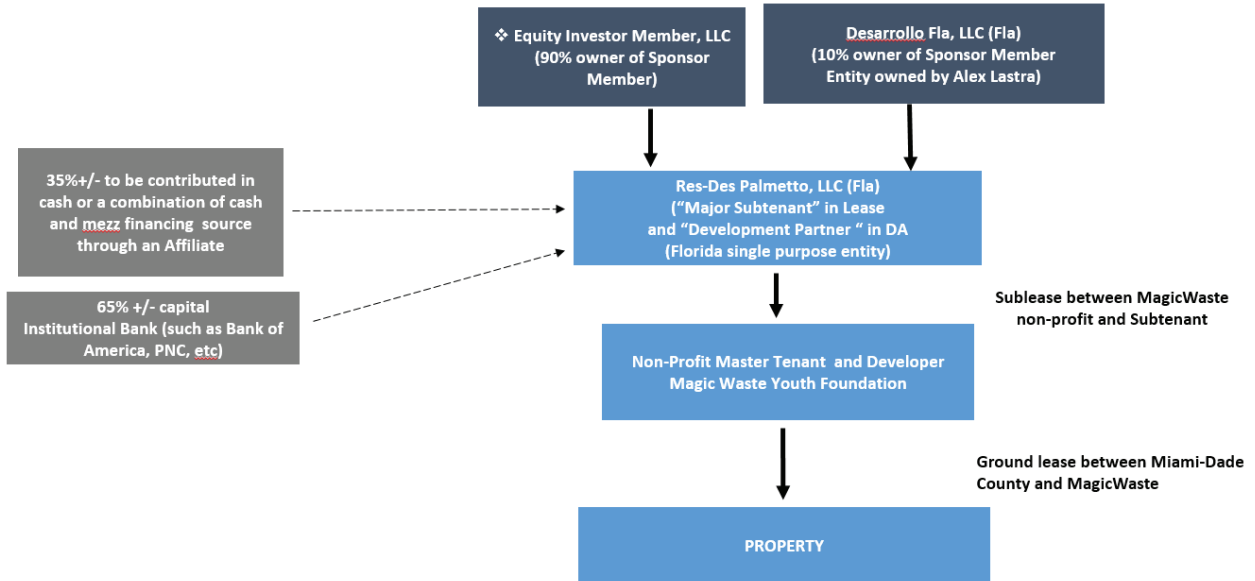 ❖ Equity Investor Member, LLC
(90% owner of Sponsor
Member)
Desarrollo Fla, LLC (Fla)
(10% owner of Sponsor Member
Entity owned by Alex Lastra)
35%+/- to be contributed in
cash or a combination of cash
and mezz financing  source
through an Affiliate
Res-Des Palmetto, LLC (Fla)
(“Major Subtenant” in Lease
and “Development Partner “ in DA
(Florida single purpose entity)
65% +/- capital
Institutional Bank (such as Bank of
America, PNC, etc)
Sublease between MagicWaste
non-profit and Subtenant
Non-Profit Master Tenant  and Developer
Magic Waste Youth Foundation
Ground lease between Miami-Dade
County and MagicWaste
PROPERTY